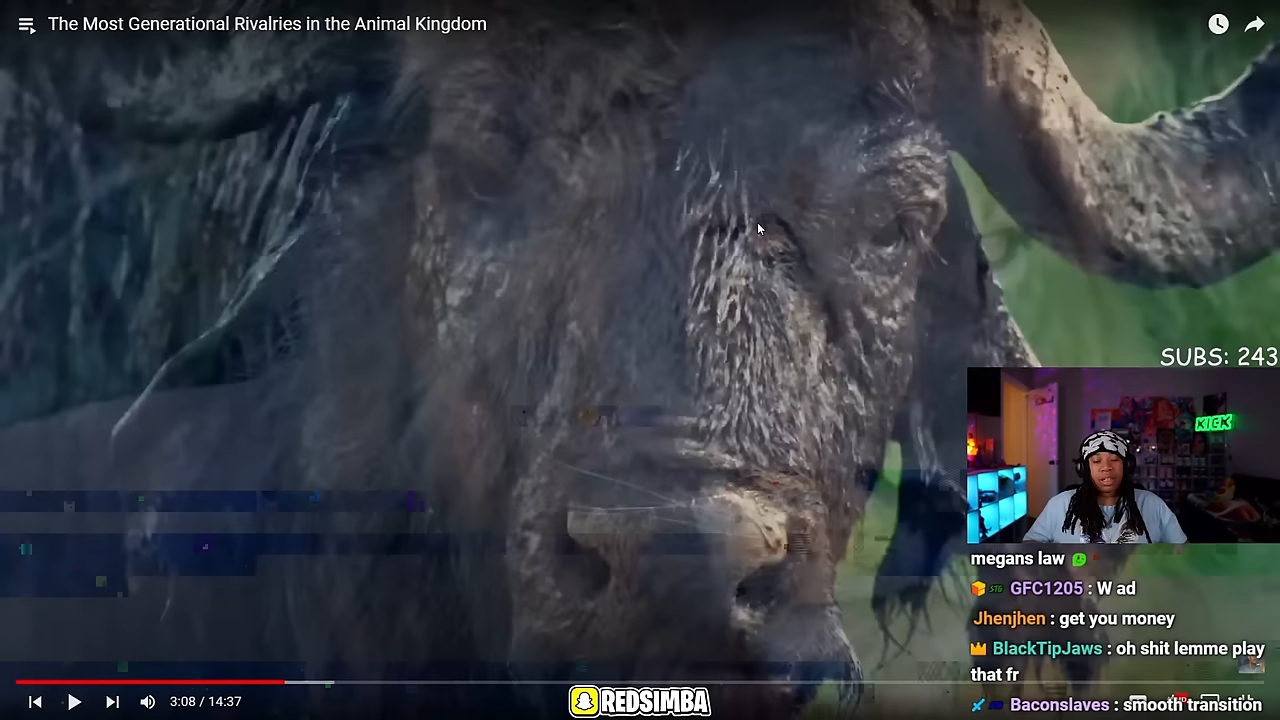 The Most Generational Rivalries in the Animal Kingdom
SUBS: 243
KICK
megans law
GFC1205 : W ad
Jhenjhen : get you money
BlackTipJaws : oh shit lemme play
that fr
Baconslaves : smooth transition
3:08 / 14:37
REDSIMBA